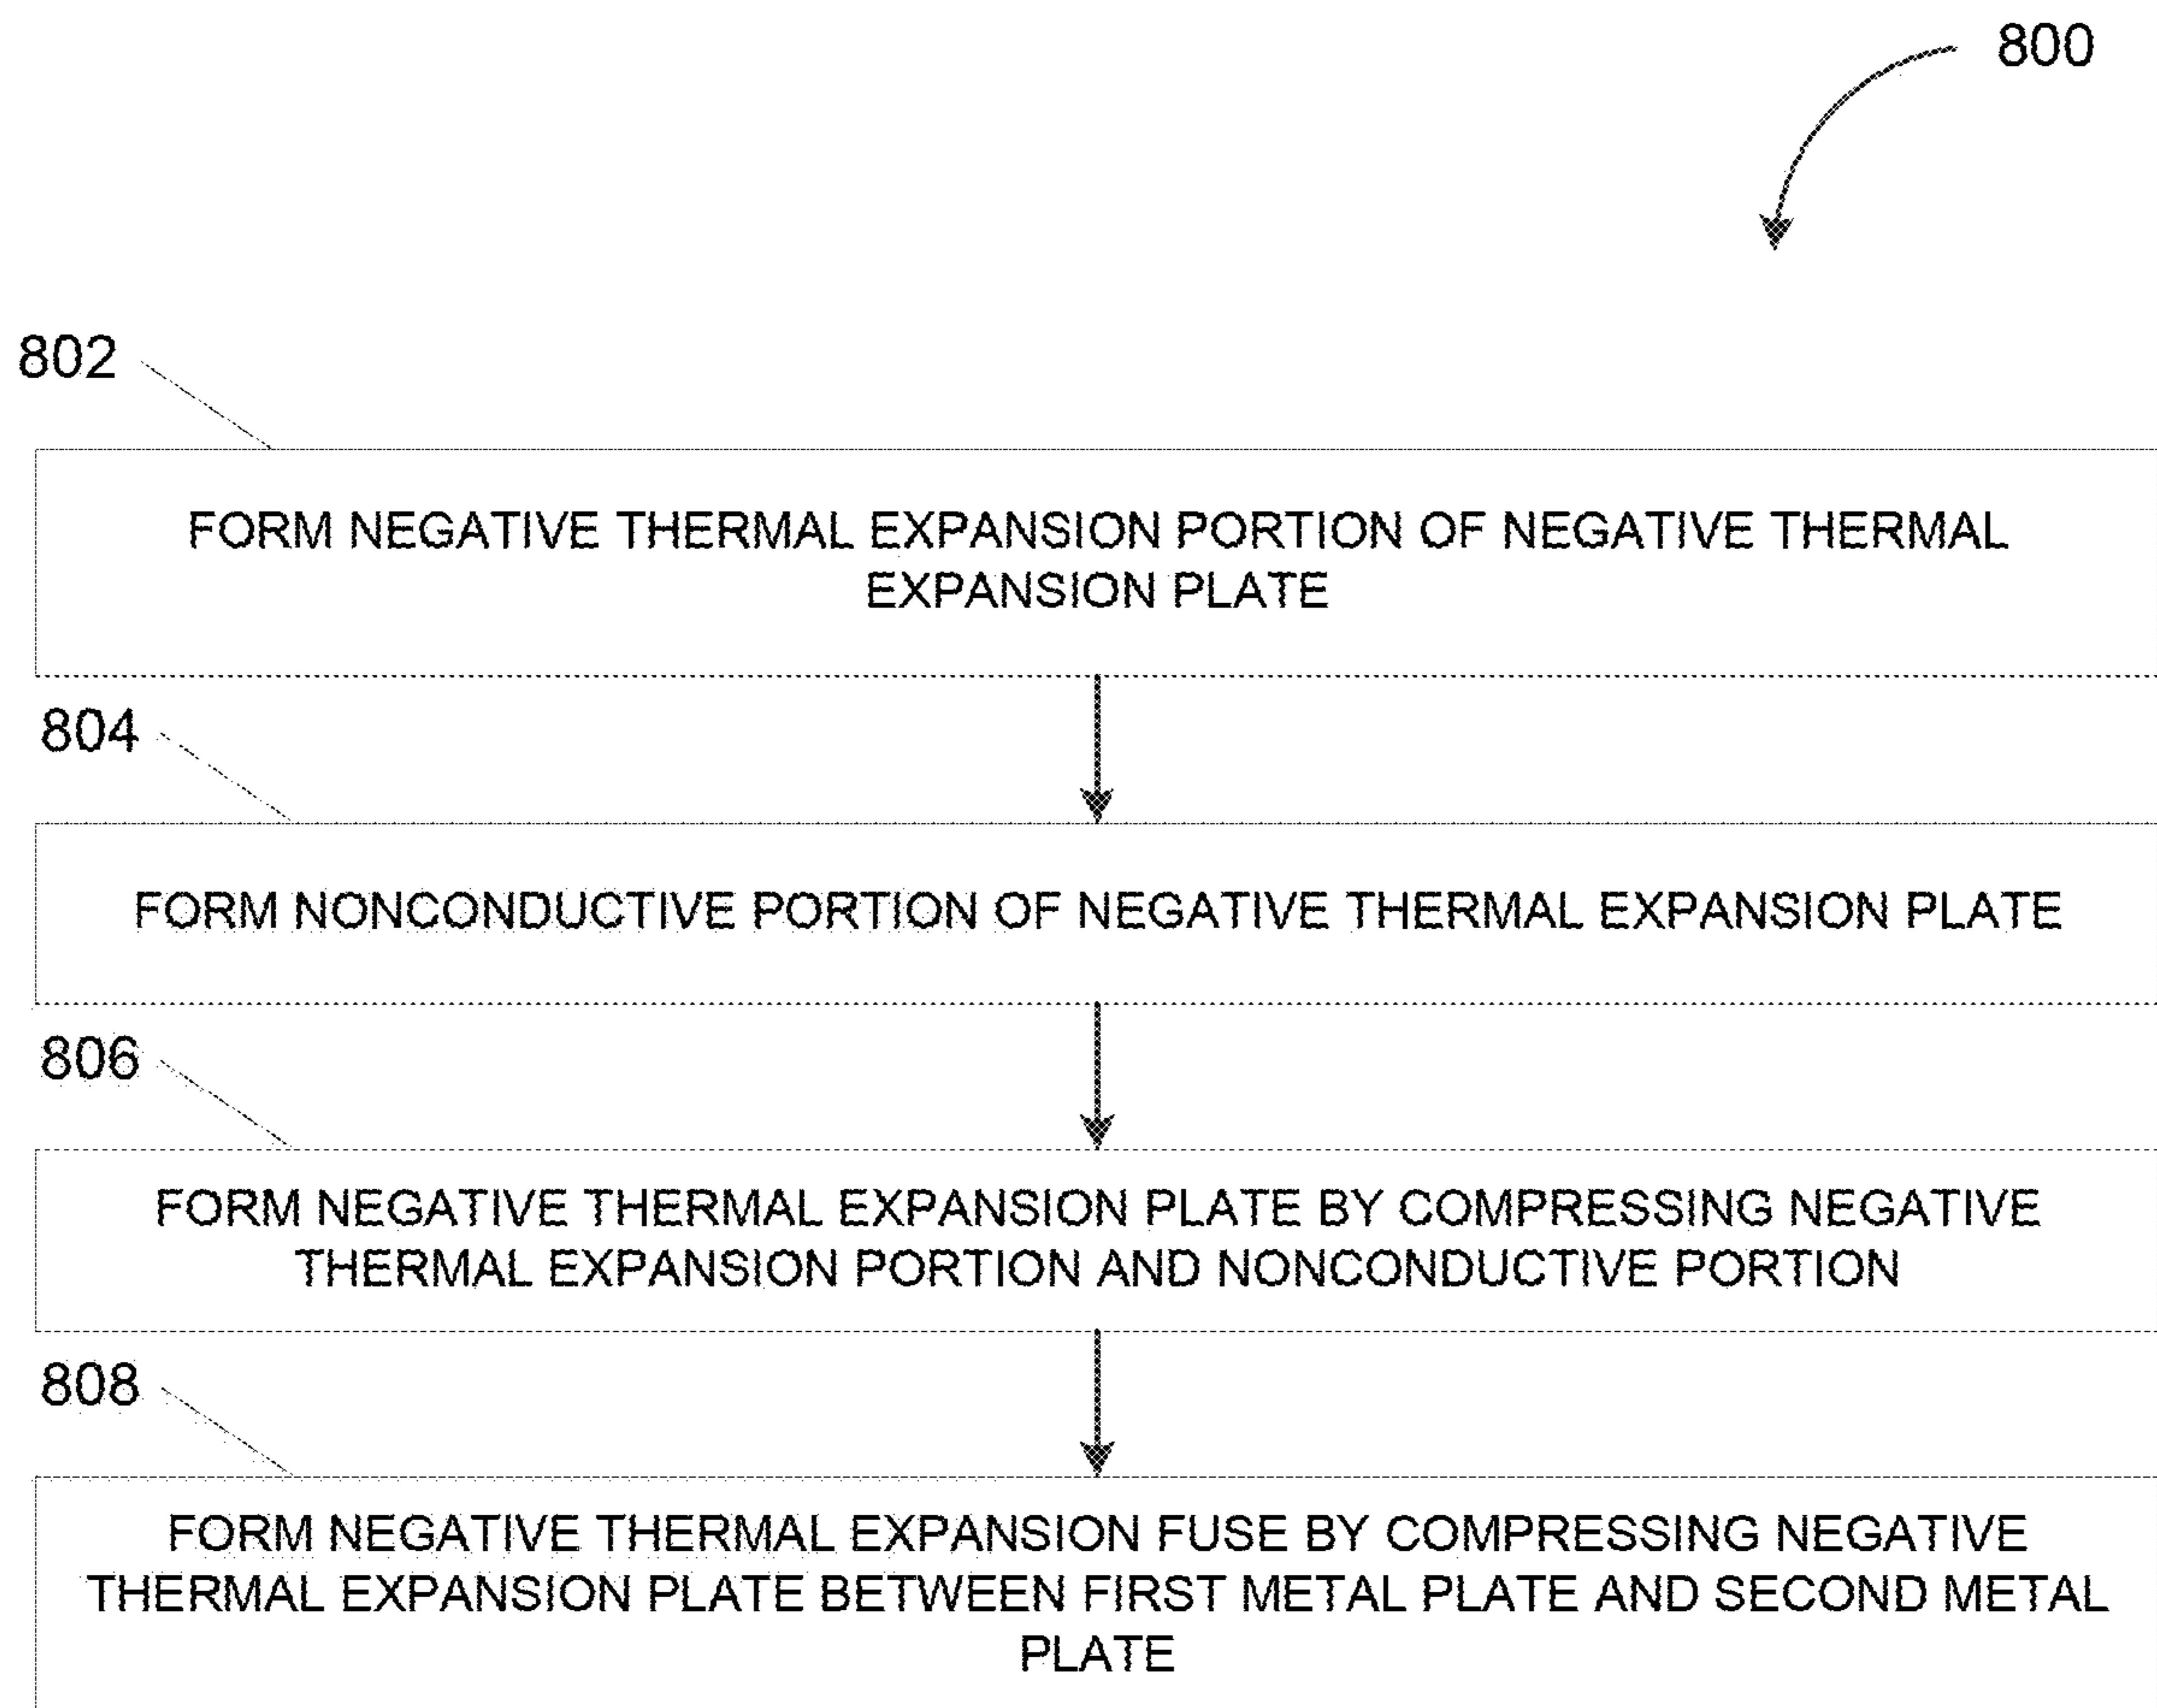 800
802
FORM NEGATIVE THERMAL EXPANSION PORTION OF NEGATIVE THERMAL
EXPANSION PLATE
804
FORM NONCONDUCTIVE PORTION OF NEGATIVE THERMAL EXPANSION PLATE
806
FORM NEGATIVE THERMAL EXPANSION PLATE BY COMPRESSING NEGATIVE
THERMAL EXPANSION PORTION AND NONCONDUCTIVE PORTION
808
FORM NEGATIVE THERMAL EXPANSION FUSE BY COMPRESSING NEGATIVE
THERMAL EXPANSION PLATE BETWEEN FIRST METAL PLATE AND SECOND METAL
PLATE